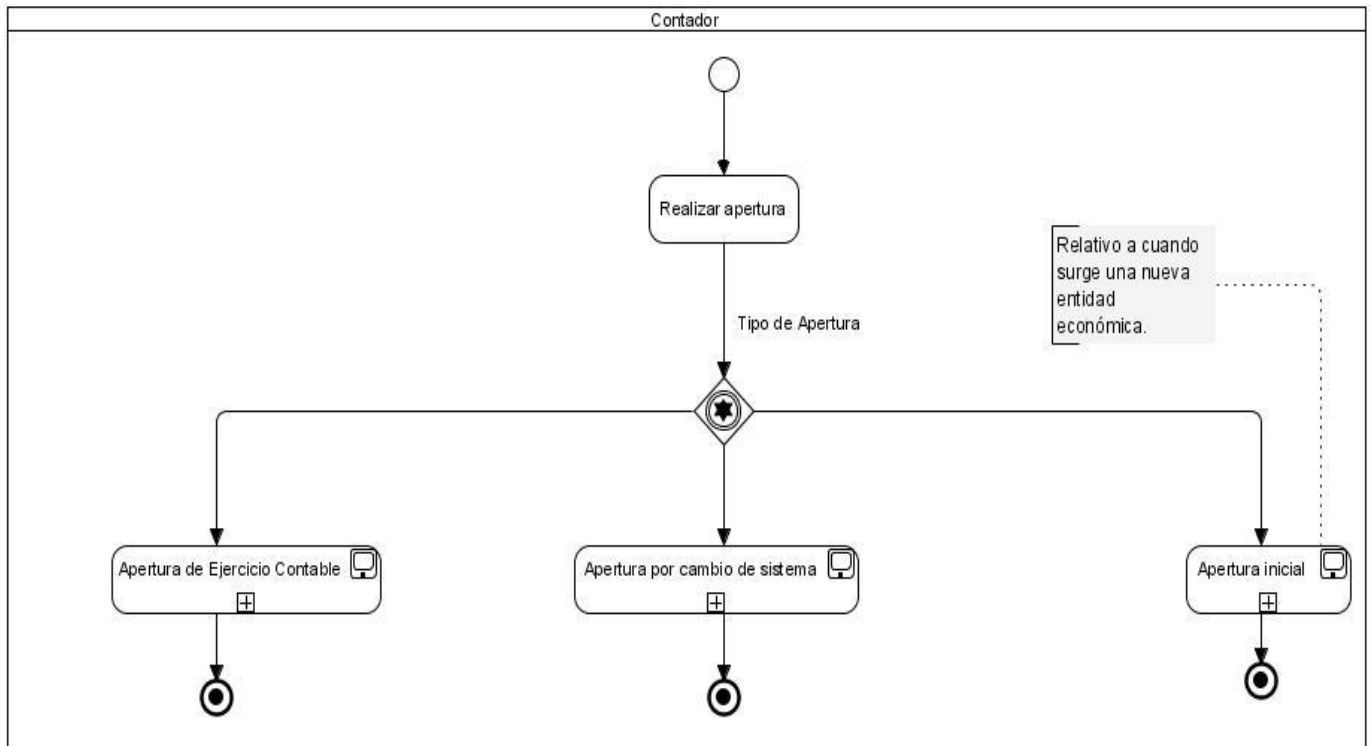 Contador
Realizar apertura
Relativo a cuando
surge una nueva
entidad
económica.
Tipo de Apertura
Apertura de Ejercicio Contable
Apertura por cambio de sistema
Apertura inicial